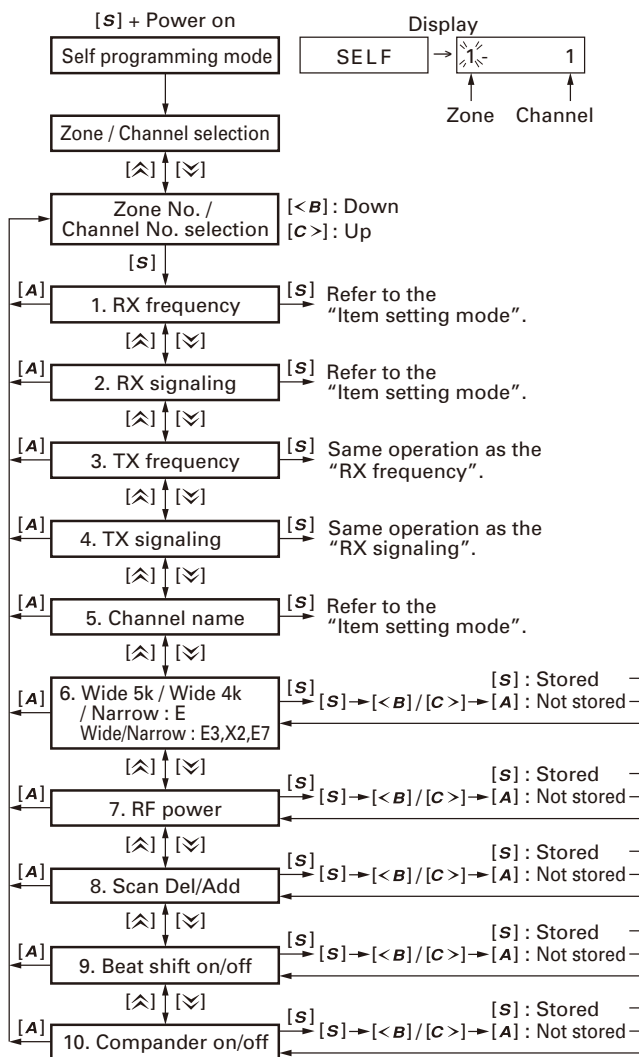 [S] + Power on
Display
Self programming mode
SELF
1-
1
Zone
Channel
Zone / Channel selection
Zone No. /
Channel No. selection
[<B] : Down
[C>] : Up
[S]
[A]
1. RX frequency
[S]
Refer to the
“Item setting mode”.
[A]
2. RX signaling
[S]
Refer to the
“Item setting mode”.
[A]
3. TX frequency
[S]
Same operation as the
“RX frequency”.
[A]
4. TX signaling
[S]
Same operation as the
“RX signaling”.
[A]
5. Channel name
[S]
Refer to the
“Item setting mode”.
[A]
6. Wide 5k / Wide 4k
/ Narrow : E
Wide/Narrow : E3,X2,E7
[S]
[S] : Stored
[S]→[<B]/[C>]→[A] : Not stored
[A]
7. RF power
[S]
[S] : Stored
[S]→[<B]/[C>]→[A] : Not stored
[A]
8. Scan Del/Add
[S]
[S] : Stored
[S]→[<B]/[C>]→[A] : Not stored
[A]
9. Beat shift on/off
[S]
[S] : Stored
[S]→[<B]/[C>]→[A] : Not stored
[A]
10. Compander on/off
[S]
[S] : Stored
[S]→[<B]/[C>]→[A] : Not stored